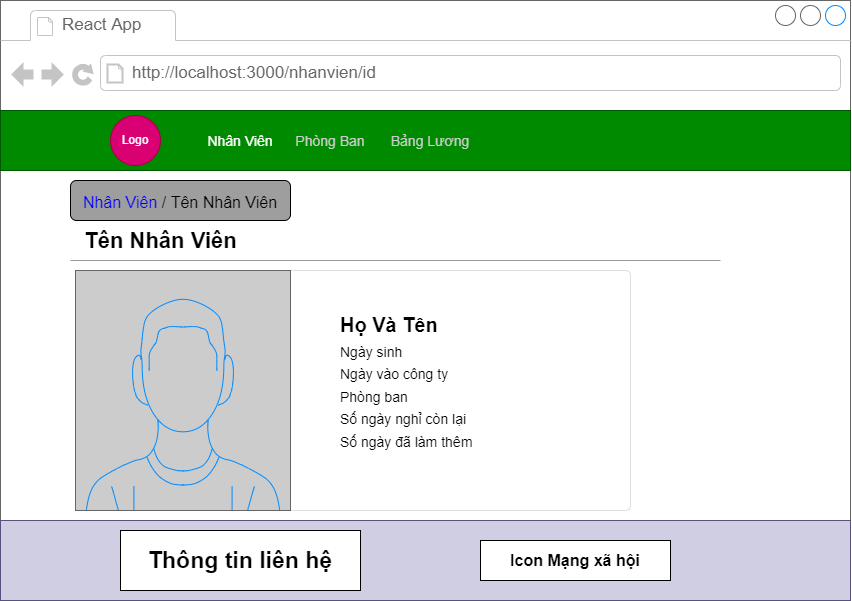 React App
http://localhost:3000/nhanvien/id
Logo Nhân Viên Phòng Ban Bảng Lương
Nhân Viên / Tên Nhân Viên
Tên Nhân Viên
Họ Và Tên
Ngày sinh
Ngày vào công ty
Phòng ban
Số ngày nghỉ còn lại
Số ngày đã làm thêm
Thông tin liên hệ
Icon Mạng xã hội